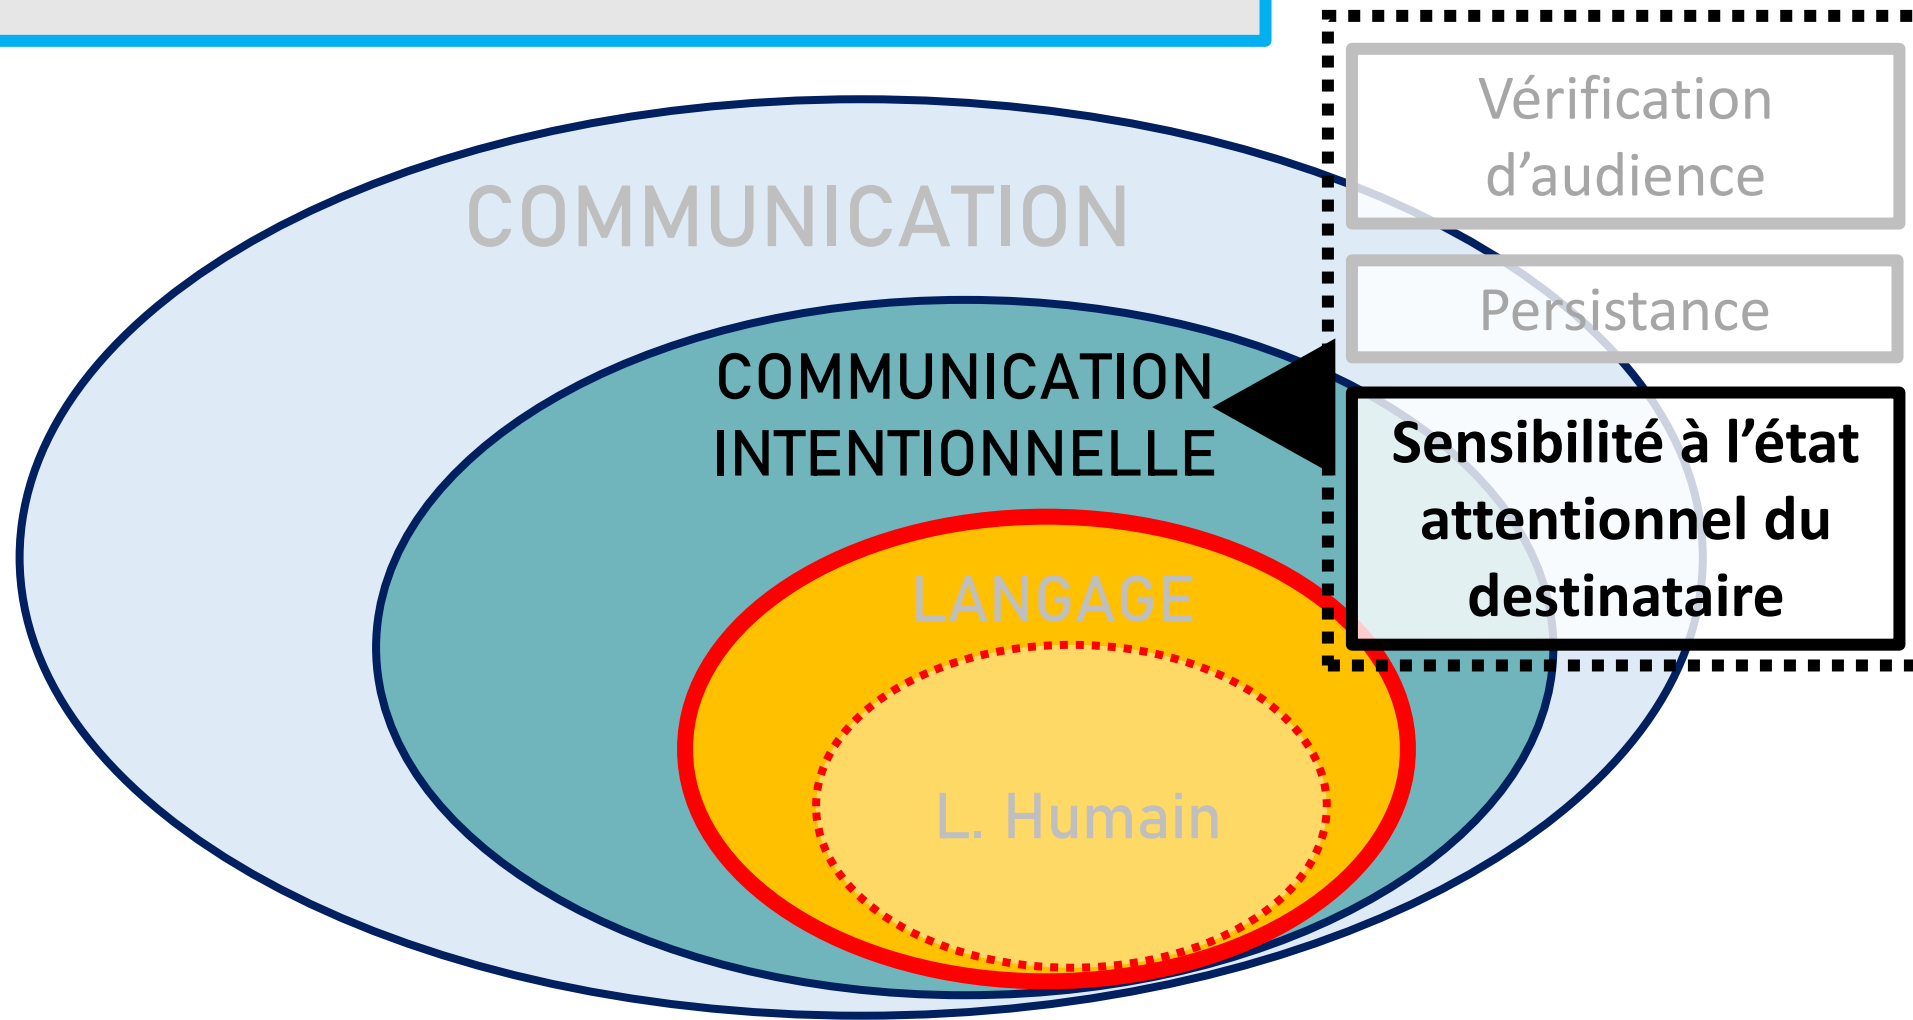 COMMUNICATION
COMMUNICATION
INTENTIONNELLE
LANGAGE
L. Humain
Vérification
d’audience
Persistance
Sensibilité à l’état
attentionnel du
destinataire